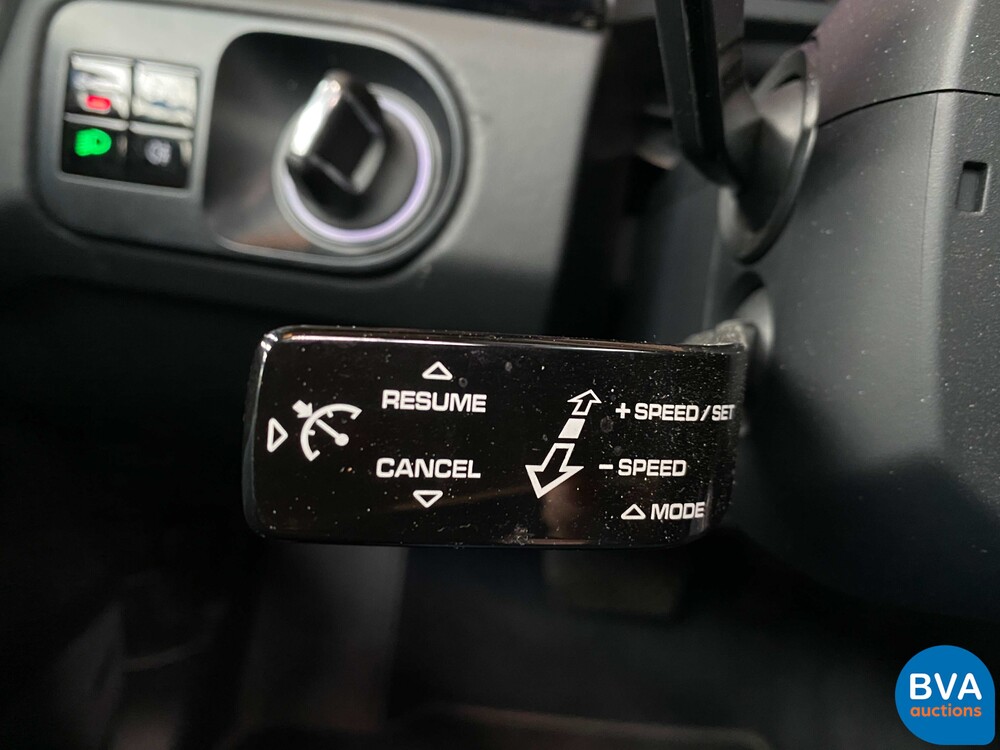 RESUME
+ SPEED / SET
CANCEL
- SPEED
MODE
BVA
auctions